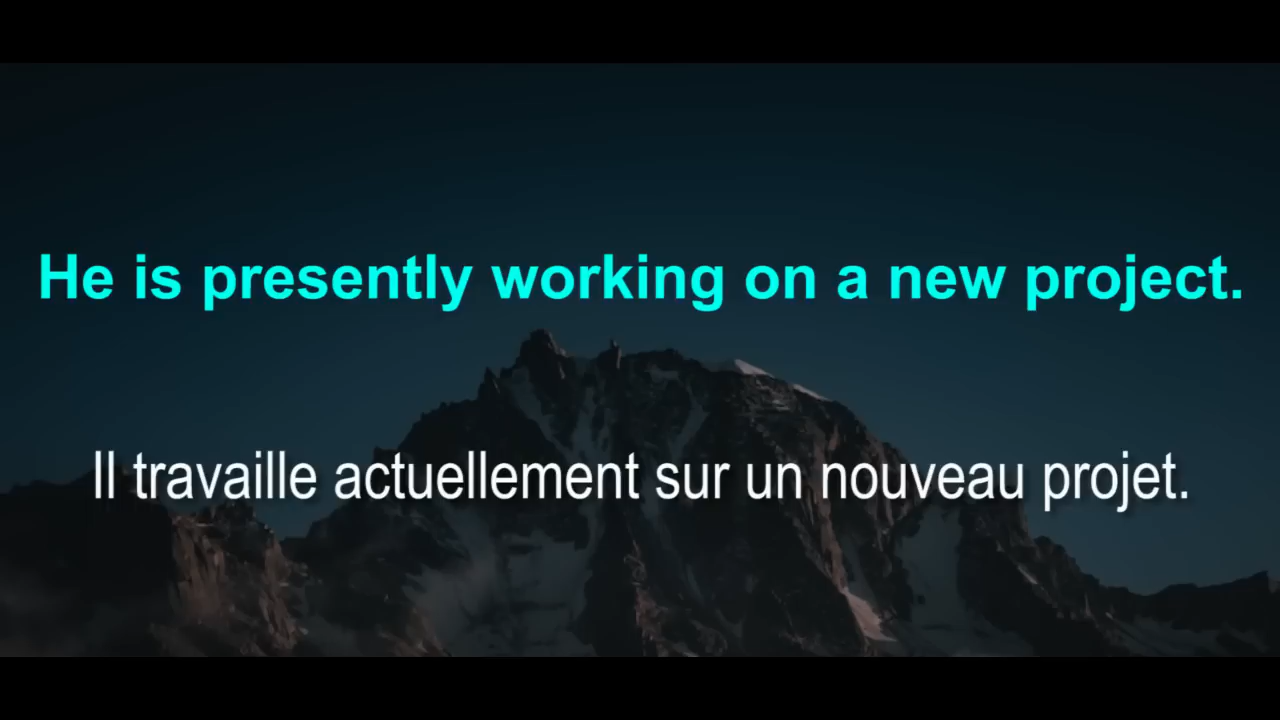 He is presently working on a new project.
Il travaille actuellement sur un nouveau projet.